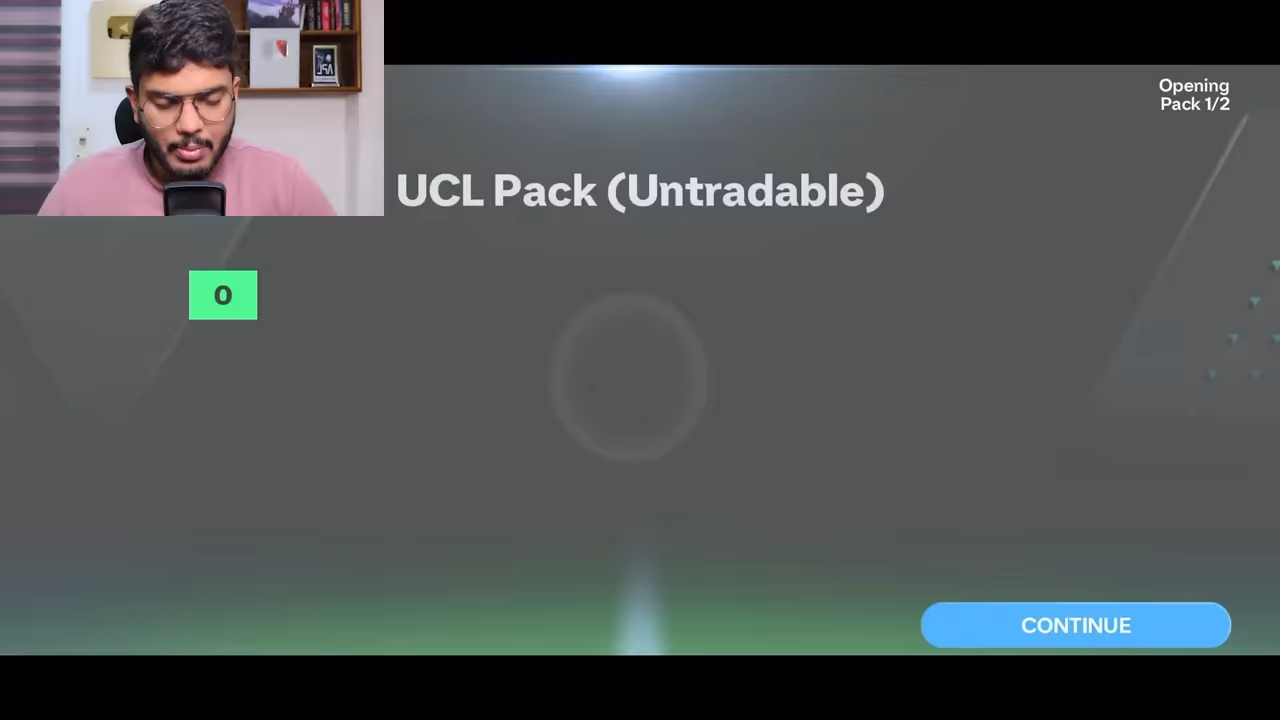 Opening
Pack 1/2
UCL Pack (Untradable)
0
CONTINUE